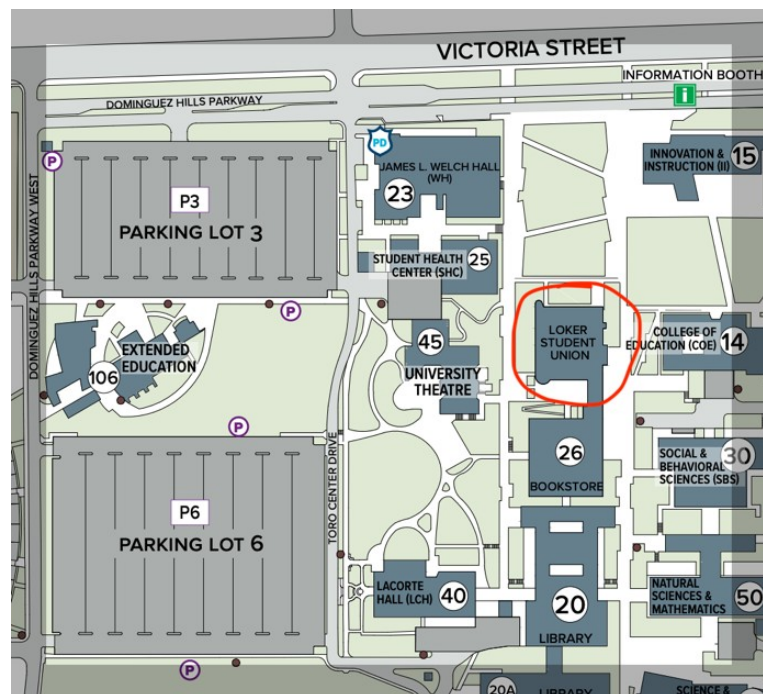 VICTORIA STREET
INFORMATION BOOTH
i
DOMINGUEZ HILLS PARKWAY
PD
JAMES L. WELCH HALL
(WH)
23
INNOVATION &
INSTRUCTION (II)
15
P
P3
PARKING LOT 3
DOMINGUEZ HILLS PARKWAY WEST
STUDENT HEALTH
CENTER (SHC)
25
P
LOKER
STUDENT
UNION
COLLEGE OF
EDUCATION (COE)
14
EXTENDED
EDUCATION
106
45
UNIVERSITY
THEATRE
P
26
BOOKSTORE
SOCIAL &
BEHAVIORAL
SCIENCES (SBS)
30
P6
PARKING LOT 6
TORO CENTER DRIVE
LACORTE
HALL (LCH)
40
20
LIBRARY
NATURAL
SCIENCES &
MATHEMATICS
50
P
20A
LIBRARY
SCIENCE &